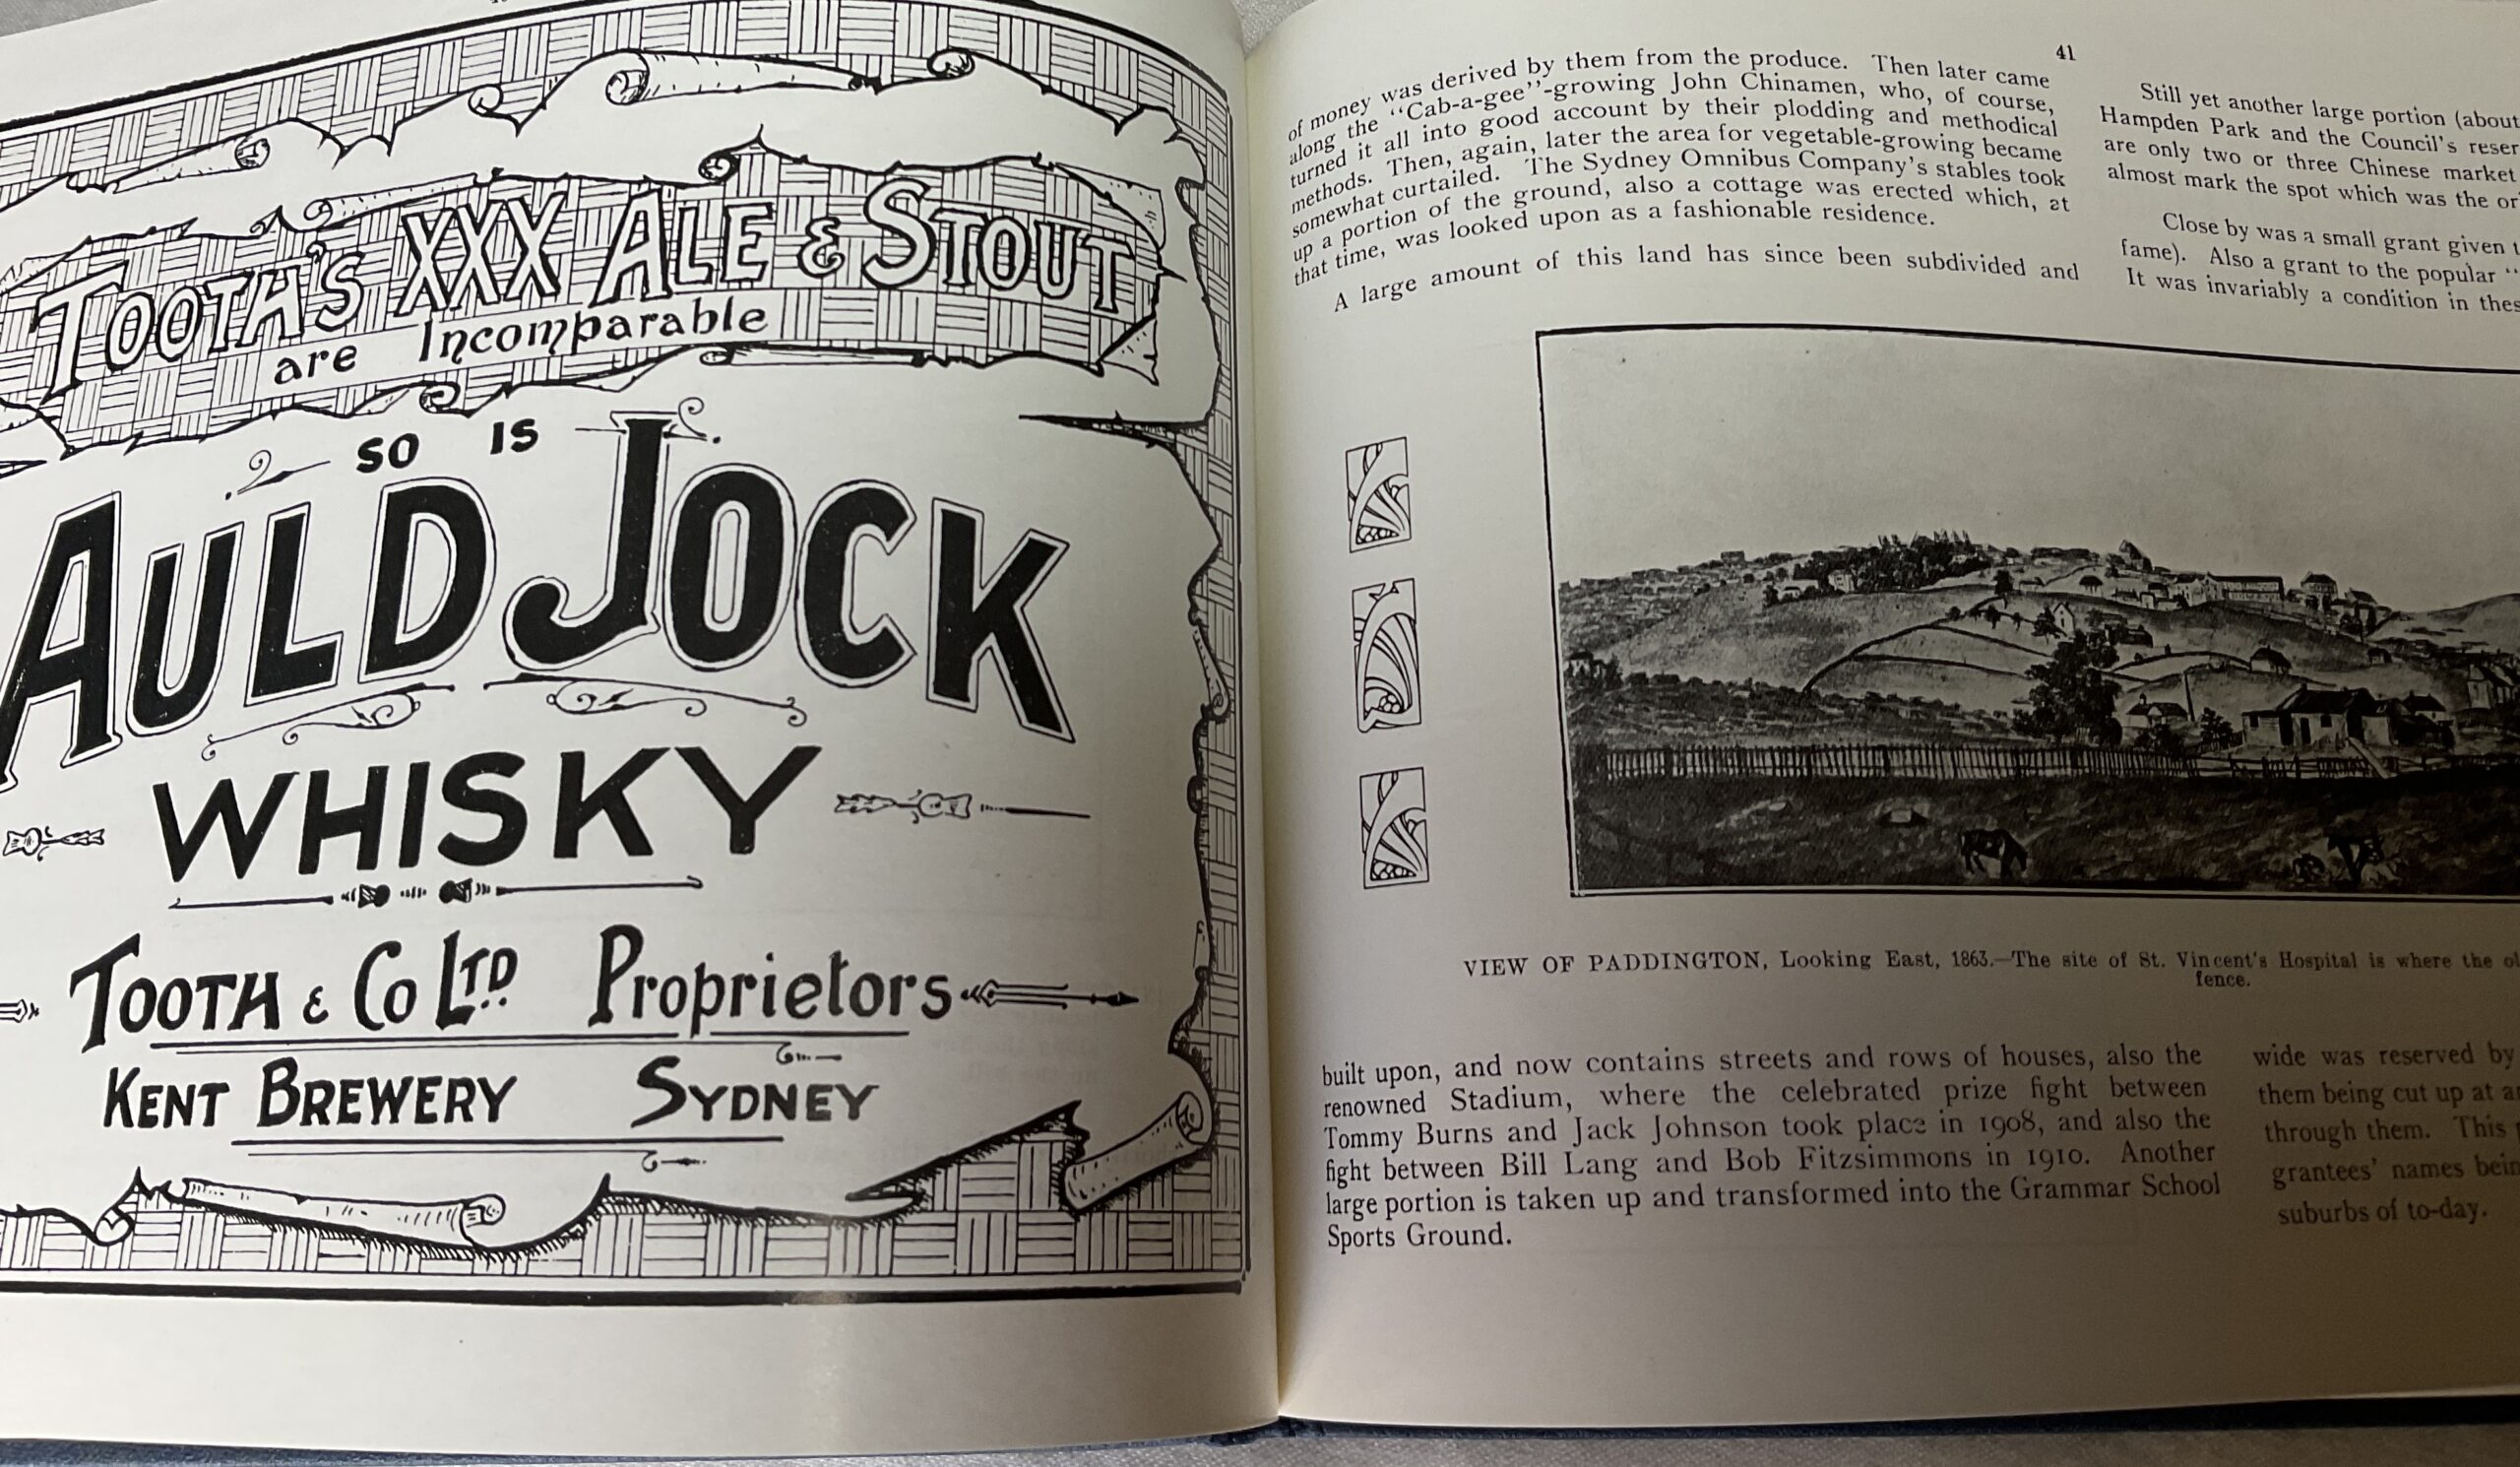 TOOTH'S XXX ALE & STOUT
are Incomparable
SO IS
AULD JOCK
WHISKY
TOOTH & Co LTD Proprietors
KENT BREWERY SYDNEY
41
of money was derived by them from the produce. Then later came
along the "Cab-a-gee"-growing John Chinamen, who, of course,
turned it all into good account by their plodding and methodical
methods. Then, again, later the area for vegetable-growing became
somewhat curtailed. The Sydney Omnibus Company's stables took
up a portion of the ground, also a cottage was erected which, at
that time, was looked upon as a fashionable residence.
A large amount of this land has since been subdivided and
Still yet another large portion (about
Hampden Park and the Council's reser
are only two or three Chinese market
almost mark the spot which was the or
Close by was a small grant given t
fame). Also a grant to the popular "
It was invariably a condition in thes
VIEW OF PADDINGTON, Looking East, 1863.—The site of St. Vincent's Hospital is where the ol
fence.
built upon, and now contains streets and rows of houses, also the
renowned Stadium, where the celebrated prize fight between
Tommy Burns and Jack Johnson took place in 1908, and also the
fight between Bill Lang and Bob Fitzsimmons in 1910. Another
large portion is taken up and transformed into the Grammar School
Sports Ground.
wide was reserved by
them being cut up at a
through them. This
grantees' names bein
suburbs of to-day.